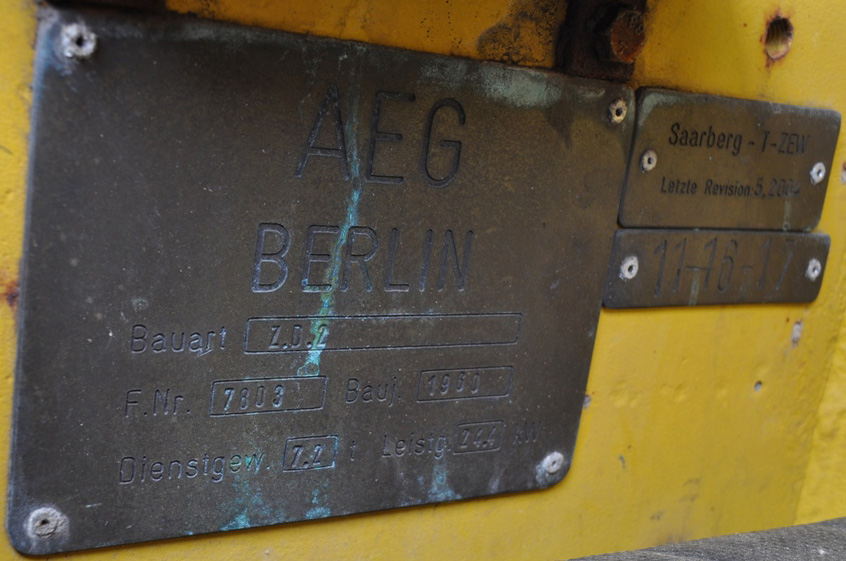 AEG
BERLIN
Bauart Z.D.2
F.Nr. 7803 Bauj. 1960
Dienstgew. 7.2 t Leistg. 24.4 kW
Saarberg - T-ZEW
Letzte Revision: 5, 2004
11-16-17